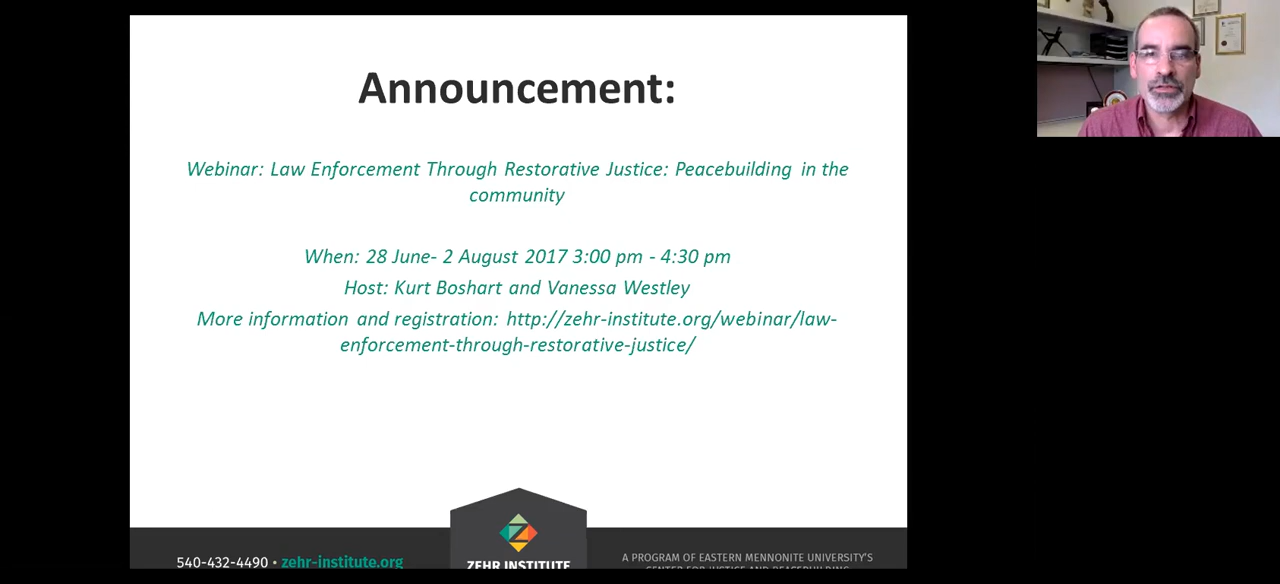 Announcement:
Webinar: Law Enforcement Through Restorative Justice: Peacebuilding in the
community
When: 28 June- 2 August 2017 3:00 pm - 4:30 pm
Host: Kurt Boshart and Vanessa Westley
More information and registration: http://zehr-institute.org/webinar/law-
enforcement-through-restorative-justice/
540-432-4490 • zehr-institute.org
ZEHR INSTITUTE
A PROGRAM OF EASTERN MENNONITE UNIVERSITY'S
CENTER FOR JUSTICE AND PEACEBUILDING